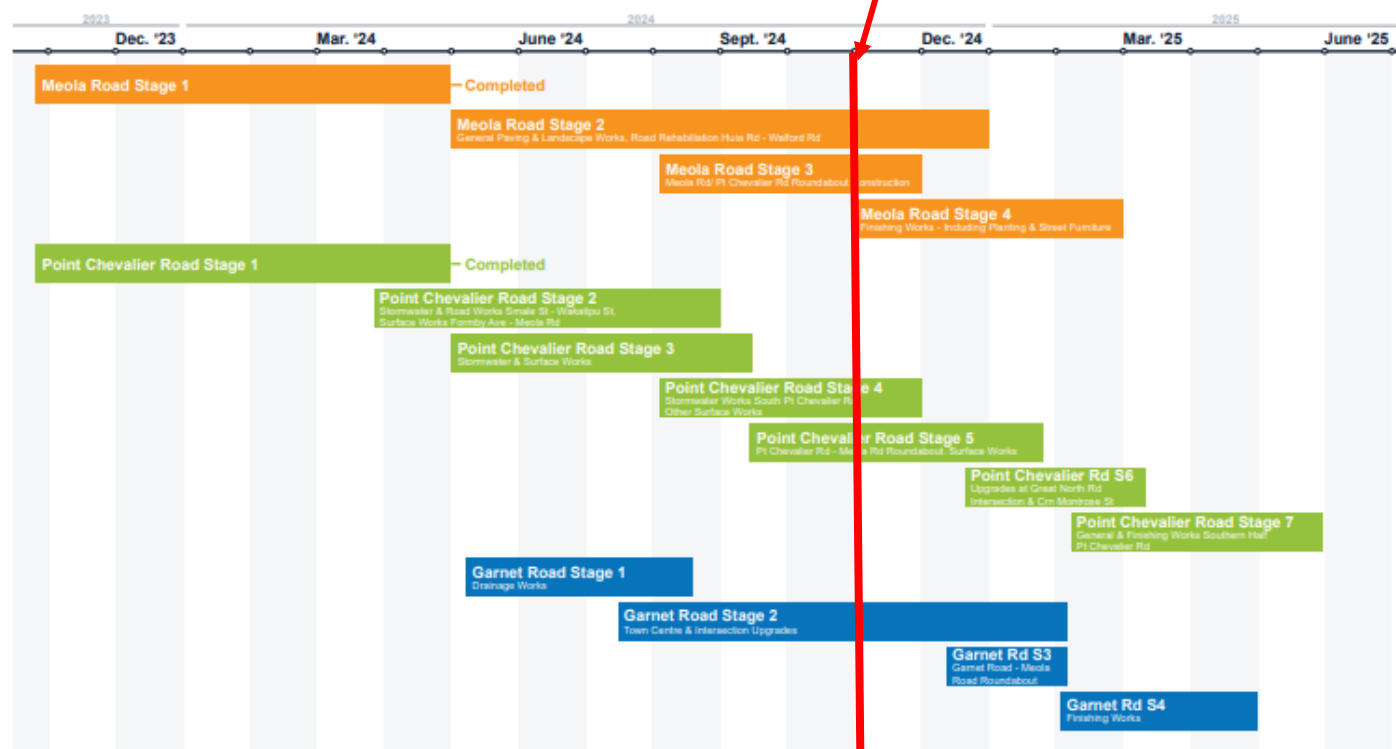 2023 2024 2025
Dec. '23 Mar. '24 June '24 Sept. '24 Dec. '24 Mar. '25 June '25
Meola Road Stage 1
Completed
Meola Road Stage 2
General Paving & Landscape Works, Road Rehabiliation Huia Rd - Walford Rd
Meola Road Stage 3
Meola Rd/ Pt Chevalier Rd Roundabout Construction
Meola Road Stage 4
Finishing Works - Including Planting & Street Furniture
Point Chevalier Road Stage 1
Completed
Point Chevalier Road Stage 2
Stormwater & Road Works Smale St - Wakatipu St,
Surface Works Formby Ave - Meola Rd
Point Chevalier Road Stage 3
Stormwater & Surface Works
Point Chevalier Road Stage 4
Stormwater Works South Pt Chevalier
Other Surface Works
Point Chevalier Road Stage 5
Pt Chevalier Rd - Meola Rd Roundabout. Surface Works
Point Chevalier Rd S6
Upgrades at Great North Rd
Intersection & Crn Montrose St
Point Chevalier Road Stage 7
General & Finishing Works Southern Half
Pt Chevalier Rd
Garnet Road Stage 1
Drainage Works
Garnet Road Stage 2
Town Centre & Intersection Upgrades
Garnet Rd S3
Garnet Road - Meola
Road Roundabout
Garnet Rd S4
Finishing Works